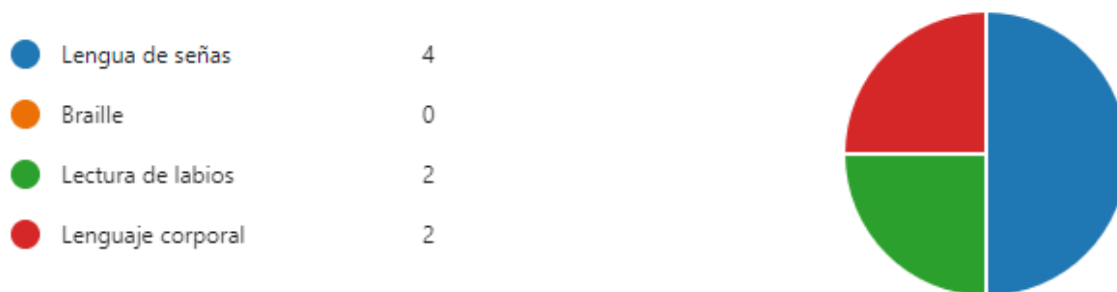 Lengua de señas 4
Braille 0
Lectura de labios 2
Lenguaje corporal 2